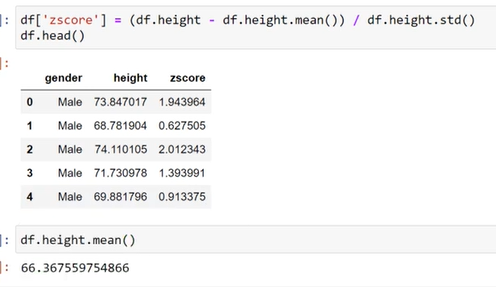 ]: df['zscore'] = (df.height - df.height.mean()) / df.height.std()
df.head()
]:
gender height zscore
0 Male 73.847017 1.943964
1 Male 68.781904 0.627505
2 Male 74.110105 2.012343
3 Male 71.730978 1.393991
4 Male 69.881796 0.913375
]: df.height.mean()
]: 66.367559754866